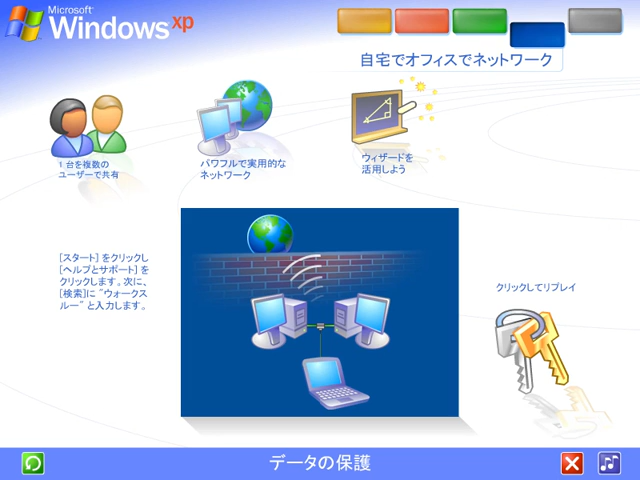 Microsoft®
Windows xp
自宅でオフィスでネットワーク
1 台を複数の
ユーザーで共有
パワフルで実用的な
ネットワーク
ウィザードを
活用しよう
[スタート] をクリックし
[ヘルプとサポート] を
クリックします。次に、
[検索]に "ウォークス
ルー" と入力します。
クリックしてリプレイ
データの保護